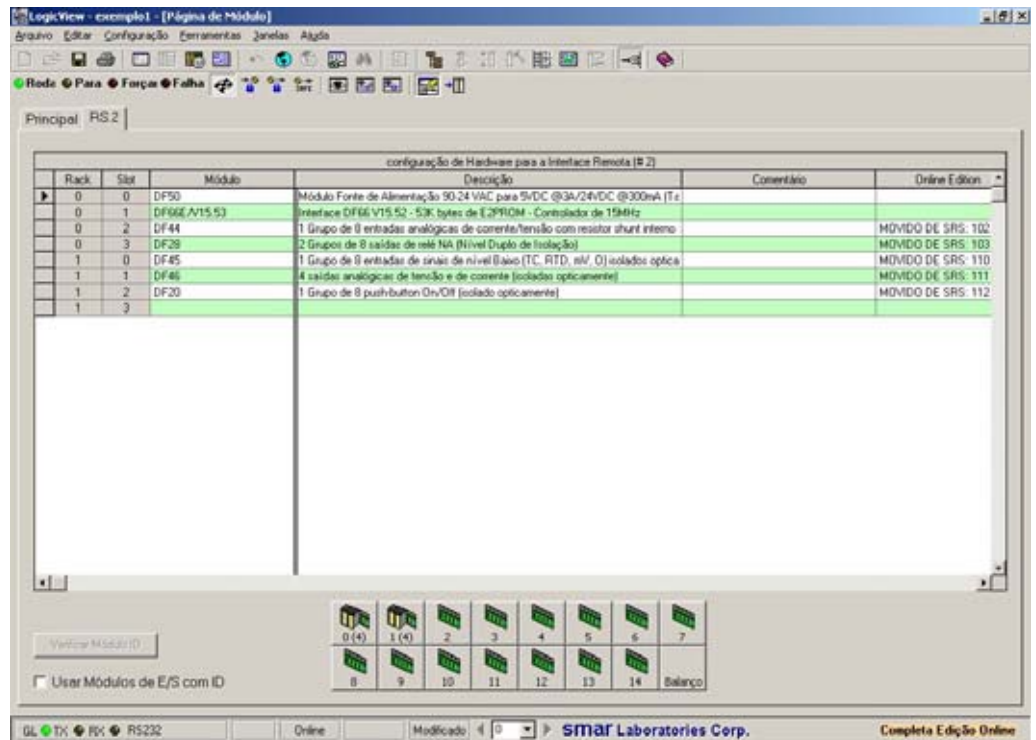 LogicView - exemplo1 - [Página de Módulo]
Arquivo Editar Configuração Ferramentas Janelas Ajuda
Roda Para Forças Falha
Principal RS.2
configuração de Hardware para a Interface Remota (# 2)
Rack Slot Módulo Descrição Comentário Online Edition
0 0 DF50 Módulo Fonte de Alimentação 90-24 VAC para 5VDC @3A/24VDC @300mA (Te
0 1 DF66E/V15.53 Interface DF66 V15.52 - 53K bytes de E2PROM - Controlador de 15MHz
0 2 DF44 1 Grupo de 8 entradas analógicas de corrente/tensão com resistor shunt interno MOVIDO DE SRS: 102
0 3 DF28 2 Grupos de 8 saídas de relé NA (Nível Duplo de Isolação) MOVIDO DE SRS: 103
1 0 DF45 1 Grupo de 8 entradas de sinais de nível Baixo (TC, RTD, mV, O) isolados optica MOVIDO DE SRS: 110
1 1 DF46 4 saídas analógicas de tensão e de corrente (isoladas opticamente) MOVIDO DE SRS: 111
1 2 DF20 1 Grupo de 8 push-button On/Off (isolado opticamente) MOVIDO DE SRS: 112
1 3
0 (4) 1 (4) 2 3 4 5 6 7
Verificar Módulo ID
8 9 10 11 12 13 14 Balanço
Usar Módulos de E/S com ID
GL TX RX RS232 Online Modificado 0 smar Laboratories Corp. Completa Edição Online